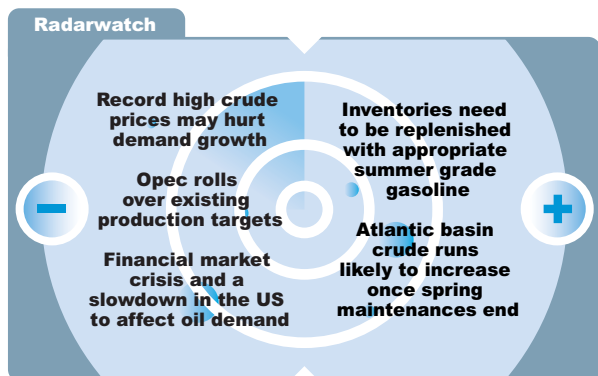 Radarwatch
Record high crude
prices may hurt
demand growth
Opec rolls
over existing
production targets
Financial market
crisis and a
slowdown in the US
to affect oil demand
Inventories need
to be replenished
with appropriate
summer grade
gasoline
Atlantic basin
crude runs
likely to increase
once spring
maintenances end